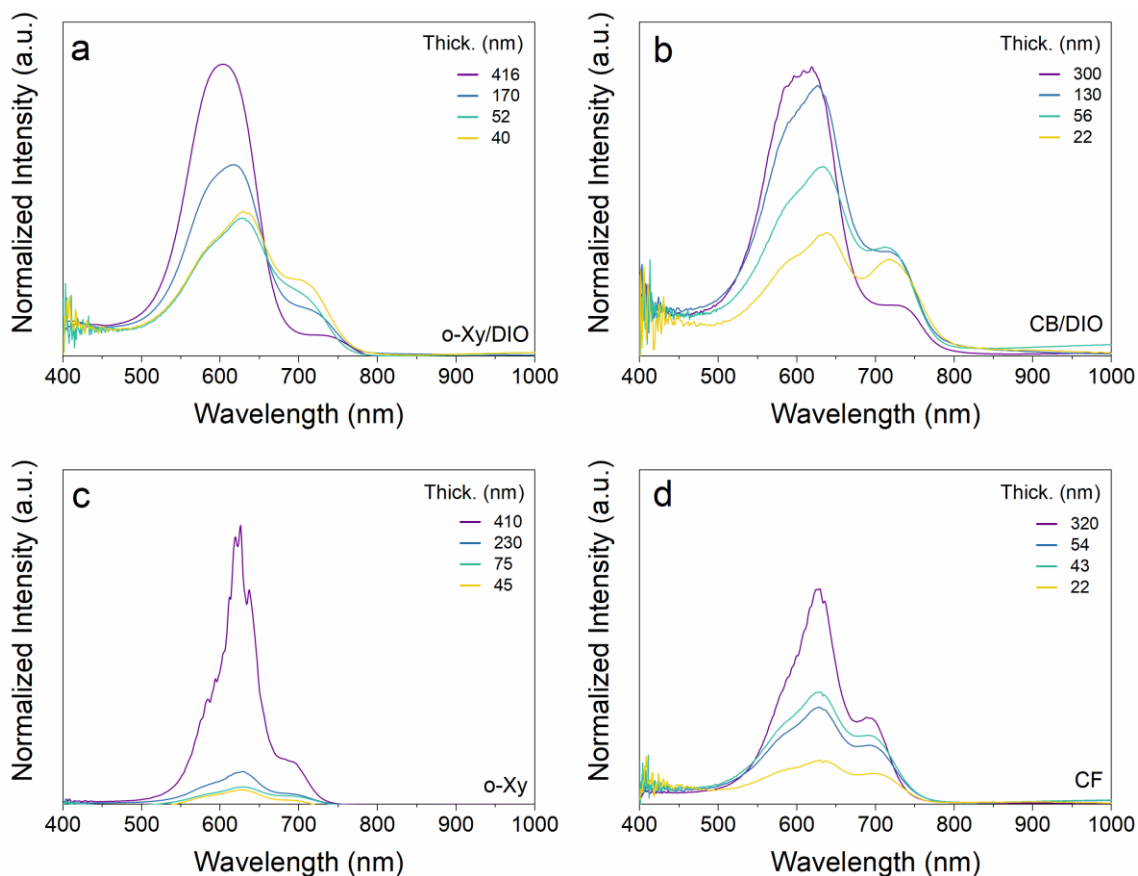 a
Thick. (nm)
416
170
52
40
o-Xy/DIO
Normalized Intensity (a.u.)
400 500 600 700 800 900 1000
Wavelength (nm)
b
Thick. (nm)
300
130
56
22
CB/DIO
Normalized Intensity (a.u.)
400 500 600 700 800 900 1000
Wavelength (nm)
c
Thick. (nm)
410
230
75
45
o-Xy
Normalized Intensity (a.u.)
400 500 600 700 800 900 1000
Wavelength (nm)
d
Thick. (nm)
320
54
43
22
CF
Normalized Intensity (a.u.)
400 500 600 700 800 900 1000
Wavelength (nm)